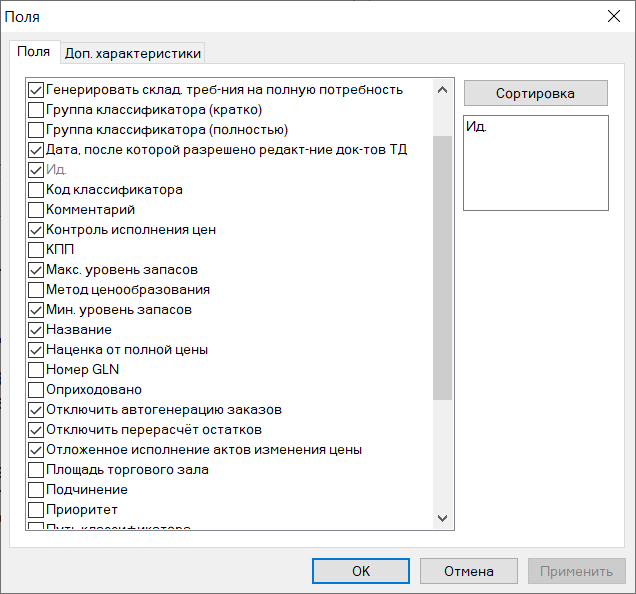 Поля
Поля
Доп. характеристики
Генерировать склад. треб-ния на полную потребность
Группа классификатора (кратко)
Группа классификатора (полностью)
Дата, после которой разрешено редакт-ние док-тов ТД
Ид.
Код классификатора
Комментарий
Контроль исполнения цен
КПП
Макс. уровень запасов
Метод ценообразования
Мин. уровень запасов
Название
Наценка от полной цены
Номер GLN
Оприходовано
Отключить автогенерацию заказов
Отключить перерасчёт остатков
Отложенное исполнение актов изменения цены
Площадь торгового зала
Подчинение
Приоритет
Путь классификатора
Сортировка
Ид.
ОК
Отмена
Применить